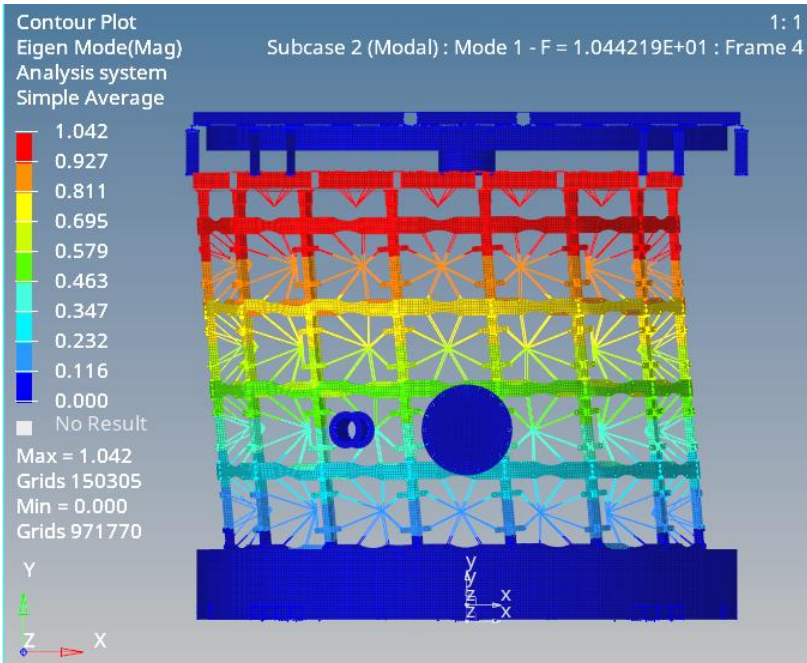 Contour Plot
Eigen Mode(Mag)
Analysis system
Simple Average
1: 1
Subcase 2 (Modal) : Mode 1 - F = 1.044219E+01 : Frame 4
1.042
0.927
0.811
0.695
0.579
0.463
0.347
0.232
0.116
0.000
No Result
Max = 1.042
Grids 150305
Min = 0.000
Grids 971770
Y
Z X
y
y
z x
z x